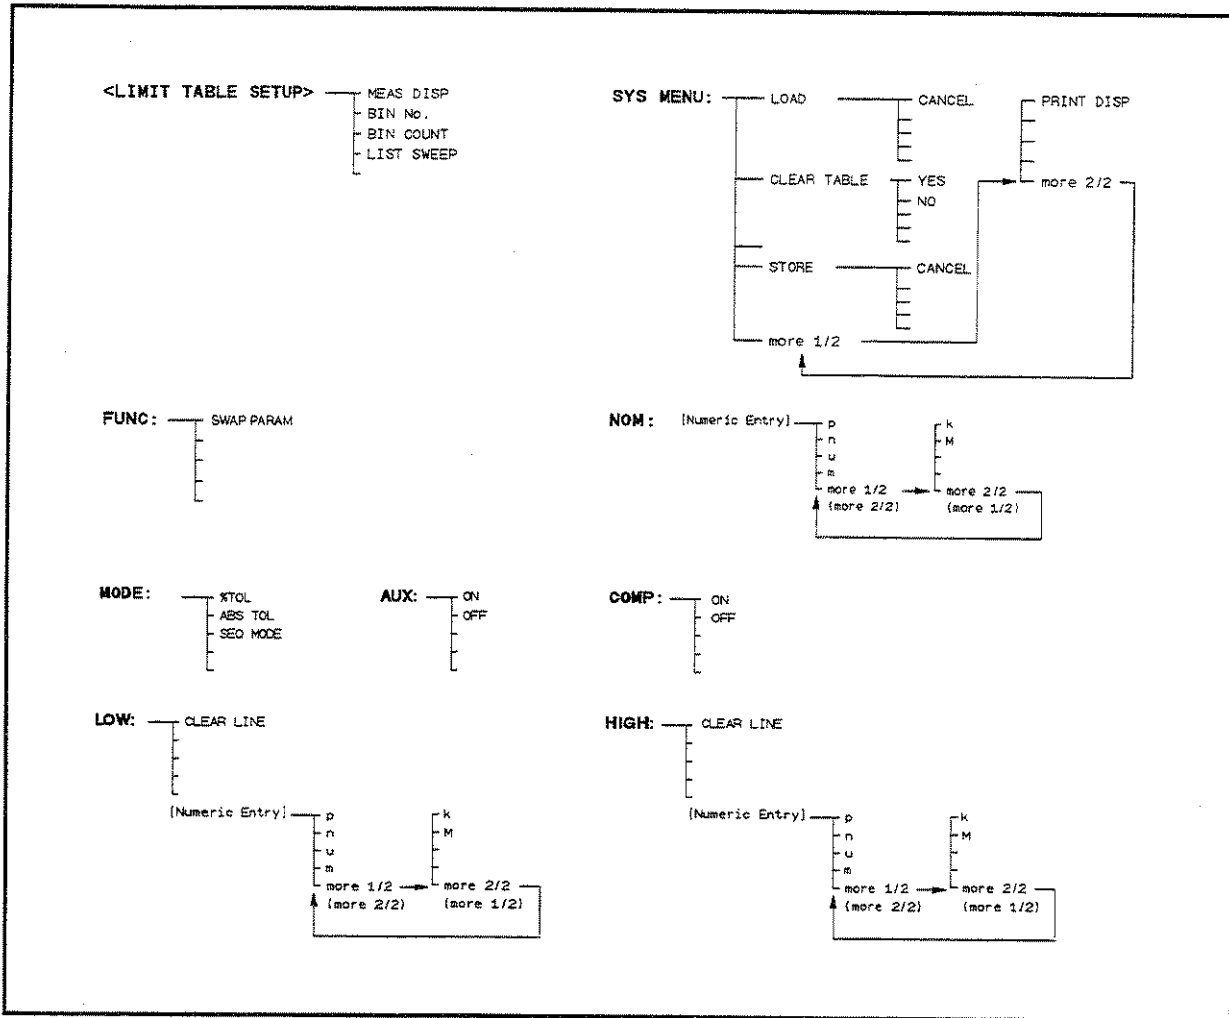 <LIMIT TABLE SETUP>
MEAS DISP
BIN No.
BIN COUNT
LIST SWEEP
SYS MENU:
LOAD
CANCEL
PRINT DISP
more 2/2
CLEAR TABLE
YES
NO
STORE
CANCEL
more 1/2
FUNC:
SWAP PARAM
NOM:
[Numeric Entry]
p
n
u
m
more 1/2
(more 2/2)
k
M
more 2/2
(more 1/2)
MODE:
%TOL
ABS TOL
SEQ MODE
AUX:
ON
OFF
COMP:
ON
OFF
LOW:
CLEAR LINE
[Numeric Entry]
p
n
u
m
more 1/2
(more 2/2)
k
M
more 2/2
(more 1/2)
HIGH:
CLEAR LINE
[Numeric Entry]
p
n
u
m
more 1/2
(more 2/2)
k
M
more 2/2
(more 1/2)